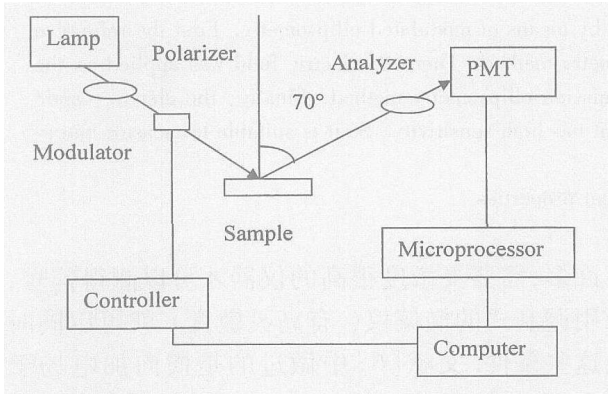 Lamp
Polarizer
Analyzer
PMT
70°
Modulator
Sample
Microprocessor
Controller
Computer